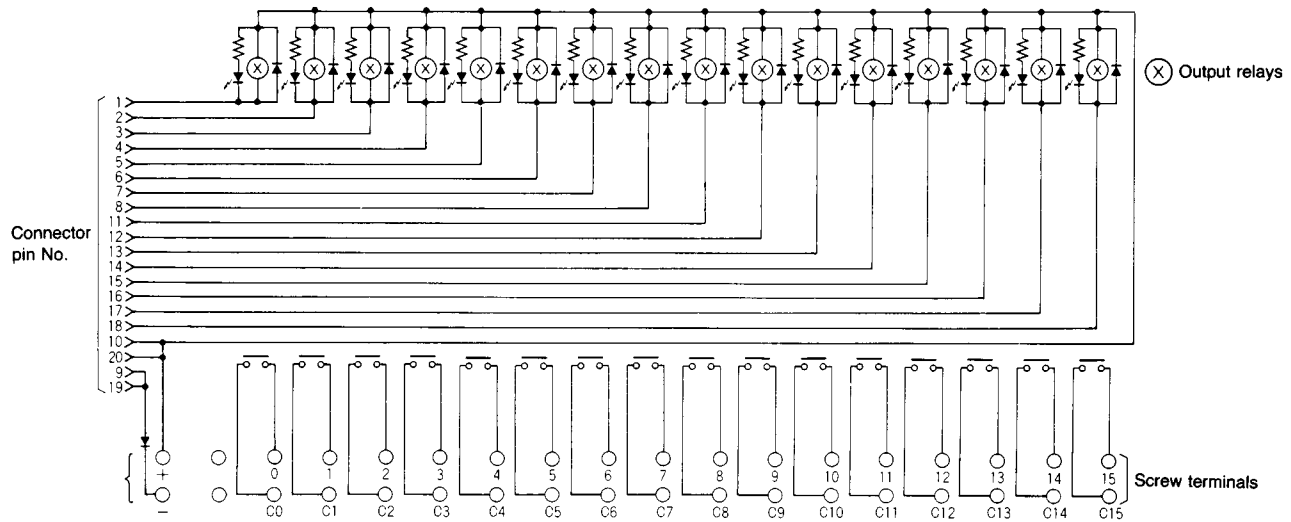 X X X X X X X X X X X X X X X X
X Output relays
1
2
3
4
5
6
7
8
11
12
13
14
15
16
17
18
10
20
9
19
Connector
pin No.
+ 0 1 2 3 4 5 6 7 8 9 10 11 12 13 14 15
Screw terminals
− C0 C1 C2 C3 C4 C5 C6 C7 C8 C9 C10 C11 C12 C13 C14 C15